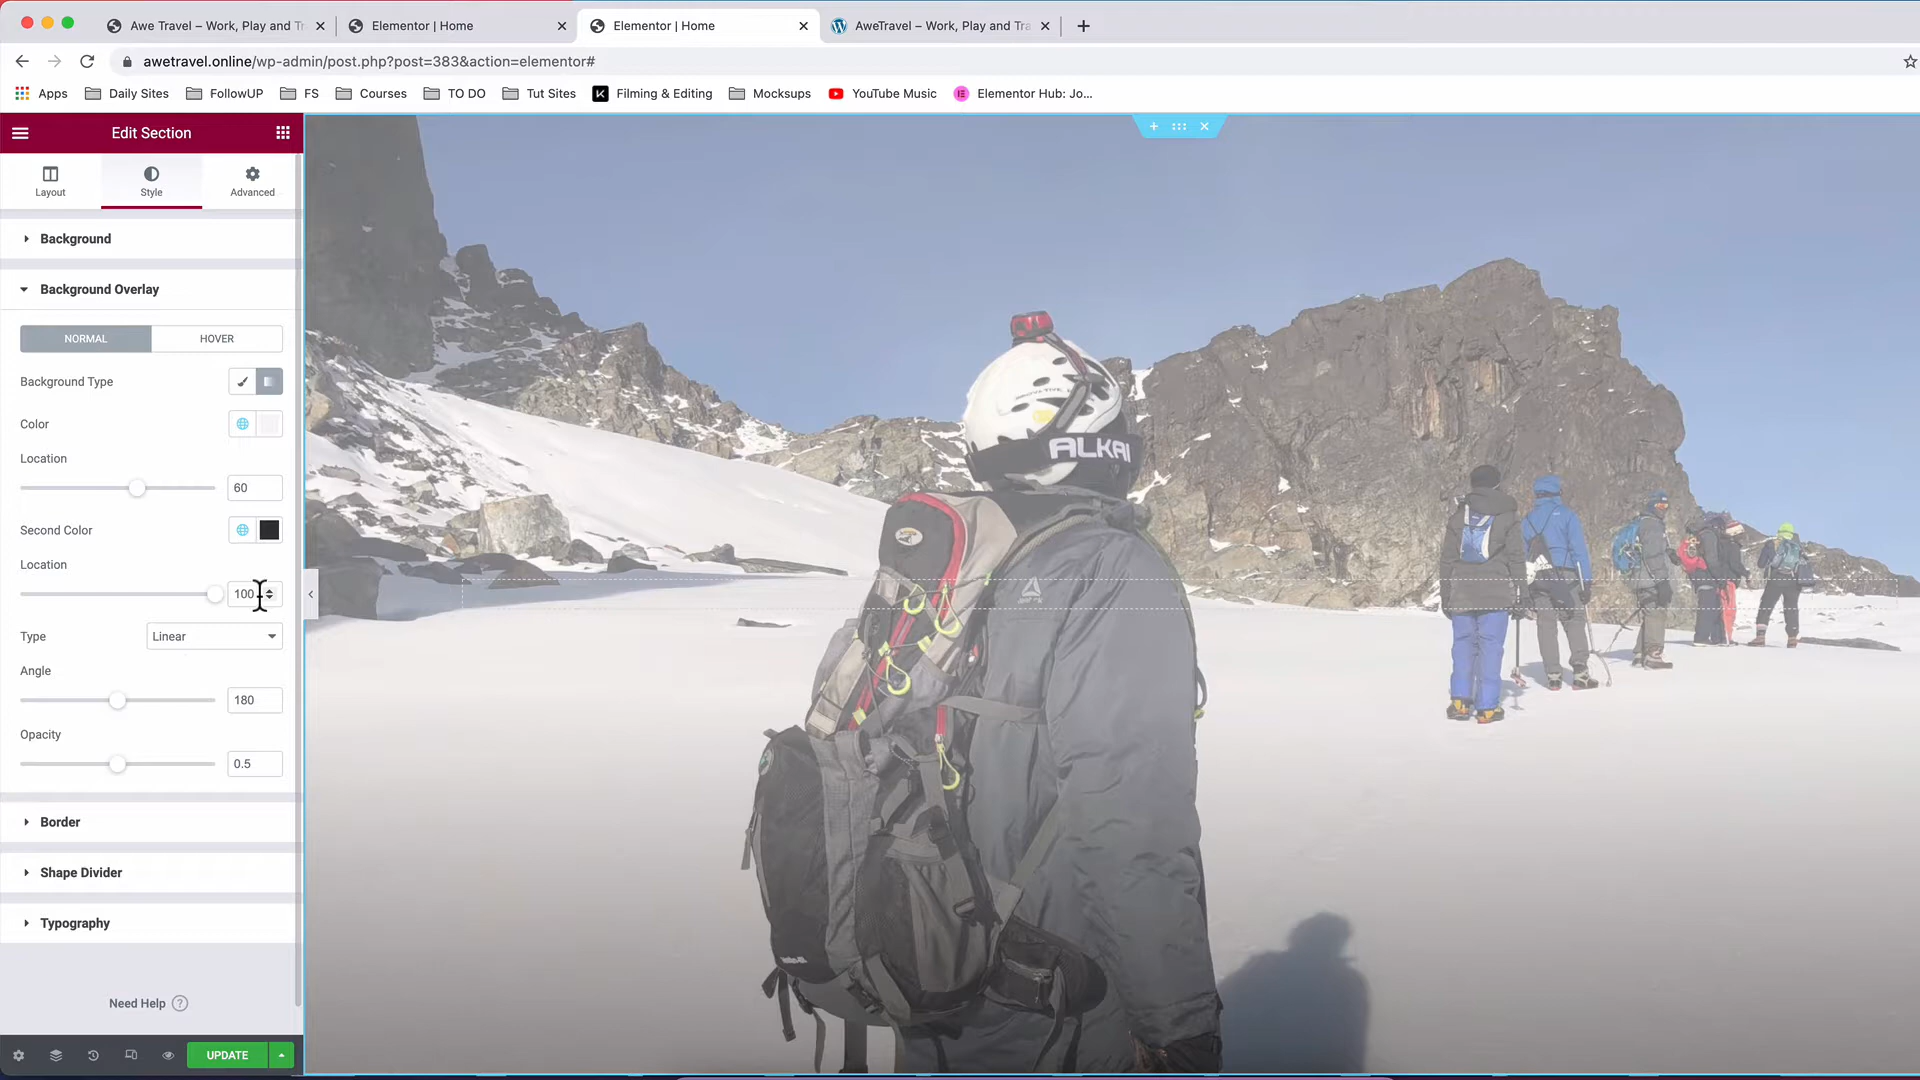 Awe Travel – Work, Play and Tr
Elementor | Home
Elementor | Home
AweTravel – Work, Play and Tra
awetravel.online/wp-admin/post.php?post=383&action=elementor#
Apps
Daily Sites
FollowUP
FS
Courses
TO DO
Tut Sites
Filming & Editing
Mocksups
YouTube Music
Elementor Hub: Jo...
Edit Section
Layout
Style
Advanced
Background
Background Overlay
NORMAL
HOVER
Background Type
Color
Location
60
Second Color
Location
100
Type
Linear
Angle
180
Opacity
0.5
Border
Shape Divider
Typography
Need Help ?
UPDATE
ALKAI